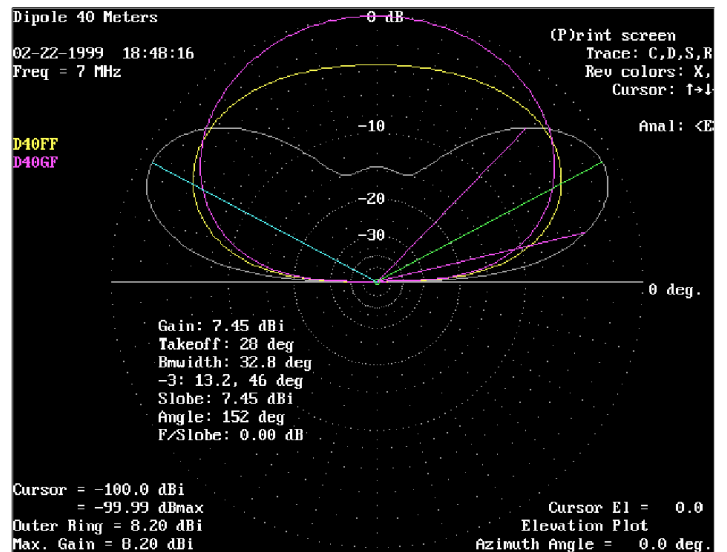 Dipole 40 Meters
0 dB
(P)rint screen
02-22-1999 18:48:16
Trace: C,D,S,R
Freq = 7 MHz
Rev colors: X,
Cursor: ↑→↓
-10
Anal: <E
D40FF
D40GF
-20
-30
0 deg.
Gain: 7.45 dBi
Takeoff: 28 deg
Bmwidth: 32.8 deg
-3: 13.2, 46 deg
Slobe: 7.45 dBi
Angle: 152 deg
F/Slobe: 0.00 dB
Cursor = -100.0 dBi
= -99.99 dBmax
Cursor El = 0.0
Outer Ring = 8.20 dBi
Elevation Plot
Max. Gain = 8.20 dBi
Azimuth Angle = 0.0 deg.